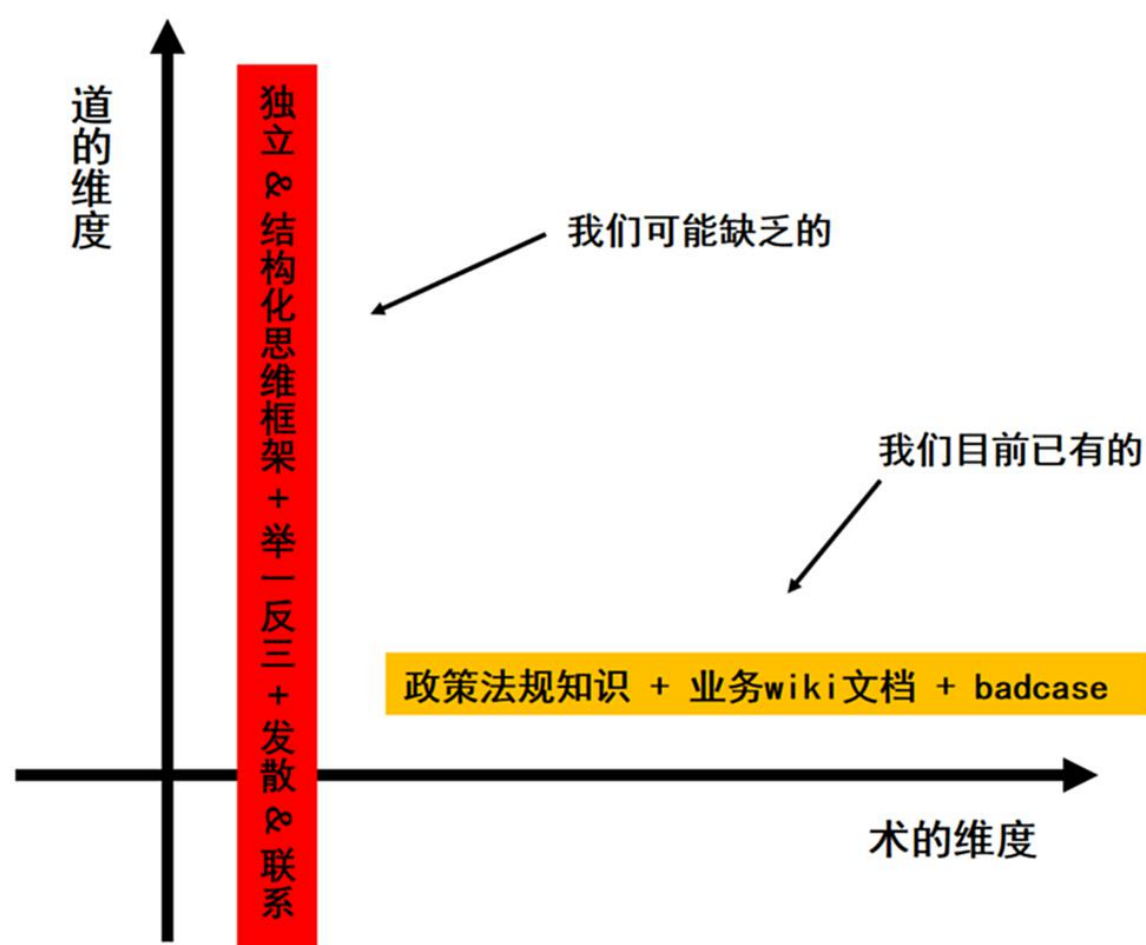 道的维度
独立&结构化思维框架+举一反三+发散&联系
我们可能缺乏的
我们目前已有的
政策法规知识 + 业务wiki文档 + badcase
术的维度